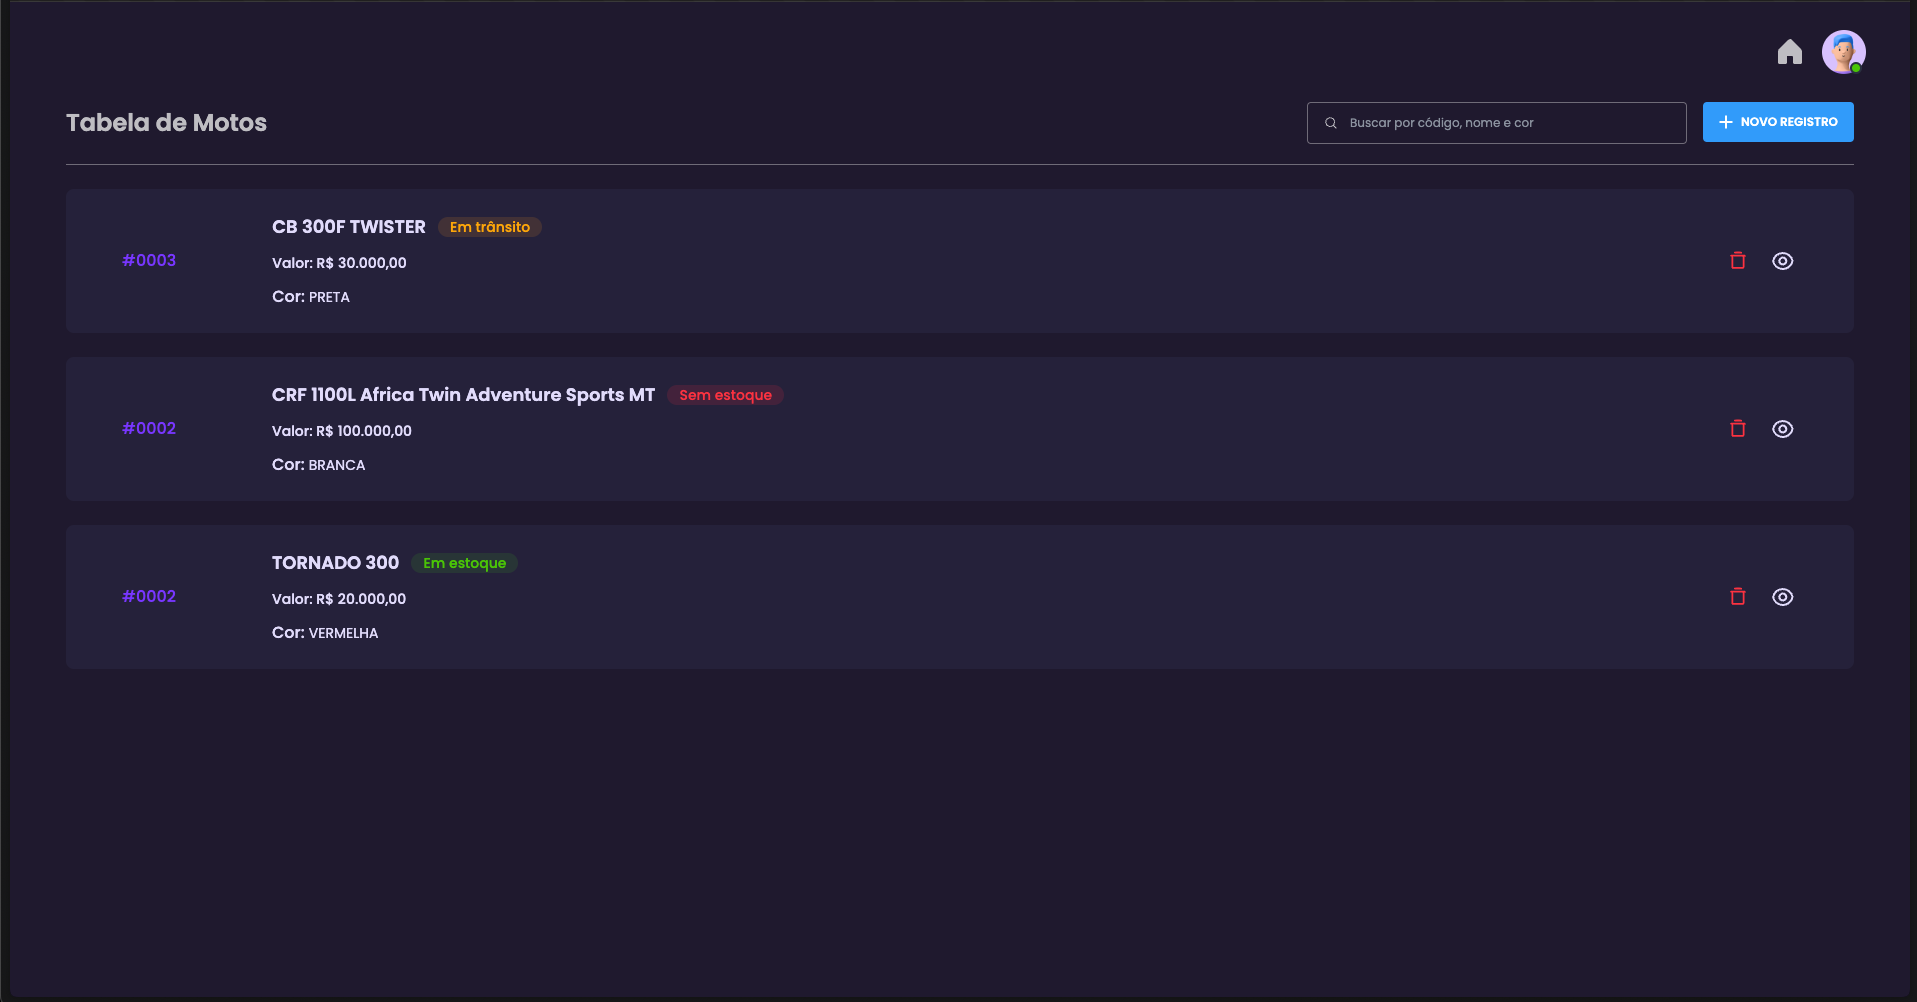 Tabela de Motos
Buscar por código, nome e cor
NOVO REGISTRO
CB 300F TWISTER Em trânsito
#0003
Valor: R$ 30.000,00
Cor: PRETA
CRF 1100L Africa Twin Adventure Sports MT Sem estoque
#0002
Valor: R$ 100.000,00
Cor: BRANCA
TORNADO 300 Em estoque
#0002
Valor: R$ 20.000,00
Cor: VERMELHA